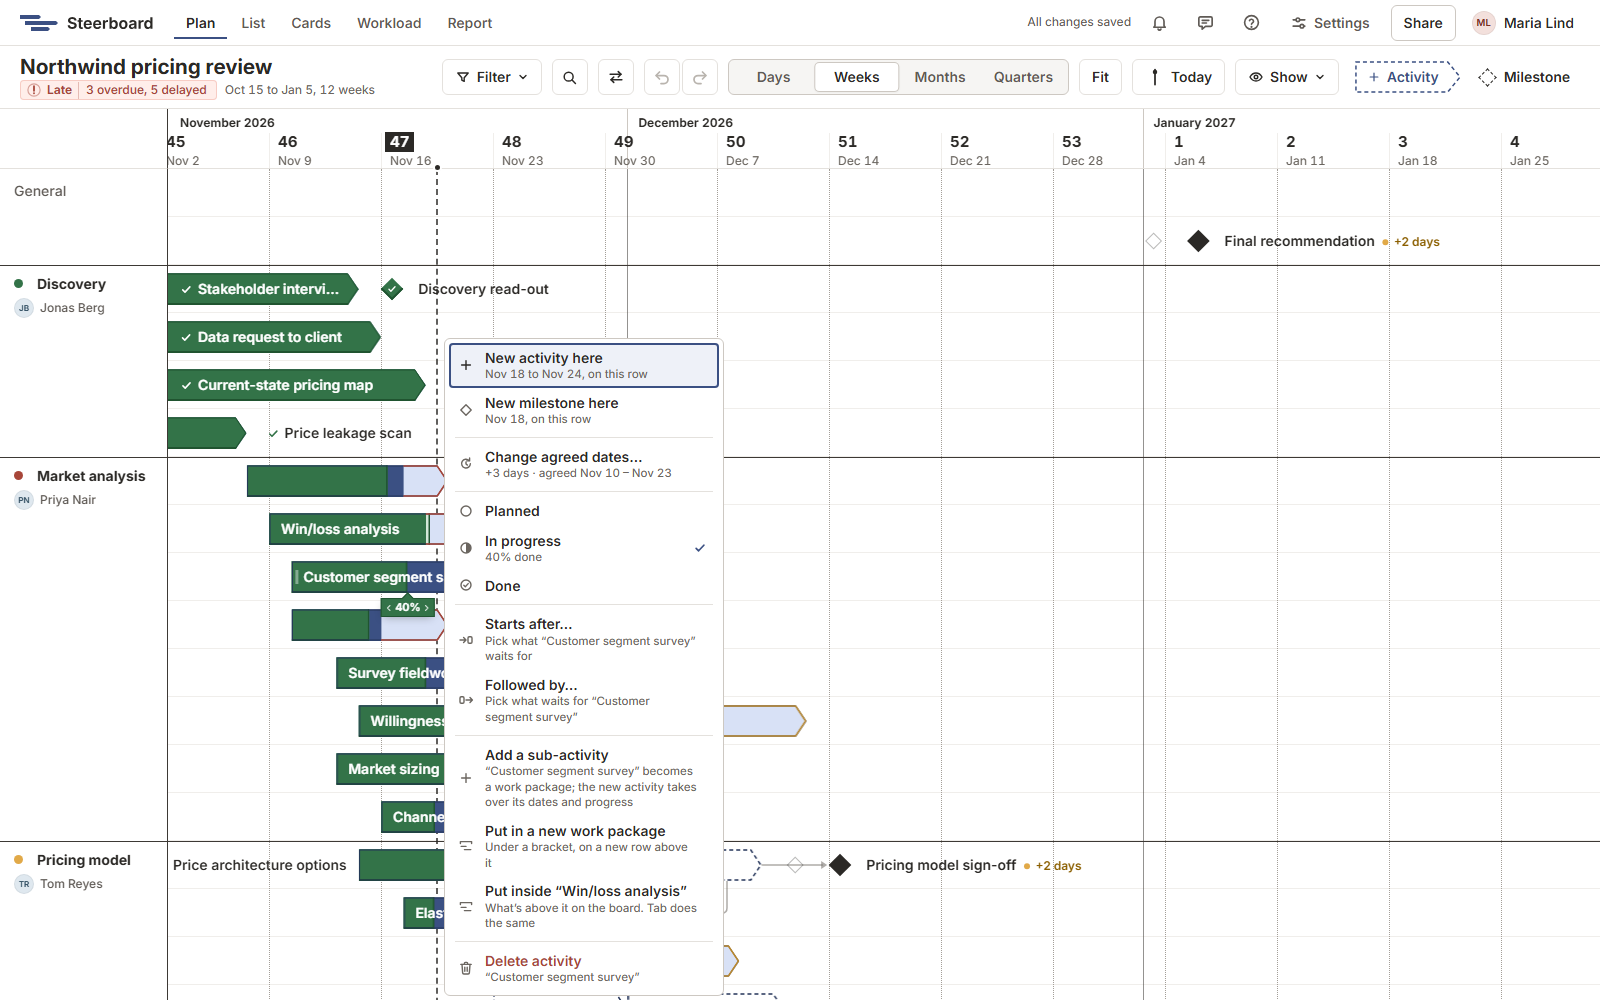 Steerboard
Plan
List
Cards
Workload
Report
All changes saved
Settings
Share
ML
Maria Lind
Northwind pricing review
Late
3 overdue, 5 delayed
Oct 15 to Jan 5, 12 weeks
Filter
Days
Weeks
Months
Quarters
Fit
Today
Show
+ Activity
Milestone
November 2026
December 2026
January 2027
45
46
47
48
49
50
51
52
53
1
2
3
4
Nov 2
Nov 9
Nov 16
Nov 23
Nov 30
Dec 7
Dec 14
Dec 21
Dec 28
Jan 4
Jan 11
Jan 18
Jan 25
General
Final recommendation
+2 days
Discovery
JB
Jonas Berg
Stakeholder intervi…
Discovery read-out
Data request to client
Current-state pricing map
Price leakage scan
Market analysis
PN
Priya Nair
Win/loss analysis
Customer segment s
‹ 40% ›
Survey fieldwo
Willingness
Market sizing
Channe
Pricing model
TR
Tom Reyes
Price architecture options
Pricing model sign-off
+2 days
Elas
New activity here
Nov 18 to Nov 24, on this row
New milestone here
Nov 18, on this row
Change agreed dates…
+3 days · agreed Nov 10 – Nov 23
Planned
In progress
40% done
Done
Starts after…
Pick what “Customer segment survey”
waits for
Followed by…
Pick what waits for “Customer
segment survey”
Add a sub-activity
“Customer segment survey” becomes
a work package; the new activity takes
over its dates and progress
Put in a new work package
Under a bracket, on a new row above
it
Put inside “Win/loss analysis”
What’s above it on the board. Tab does
the same
Delete activity
“Customer segment survey”